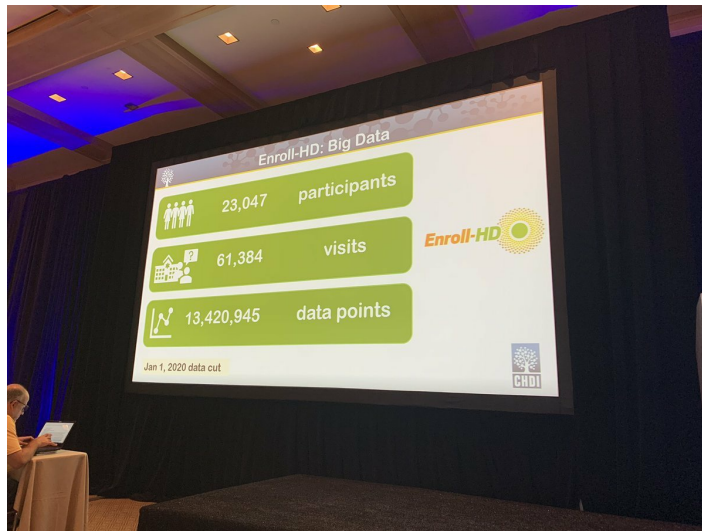 Enroll-HD: Big Data
23,047 participants
?
61,384 visits
13,420,945 data points
Enroll-HD
Jan 1, 2020 data cut
CHDI